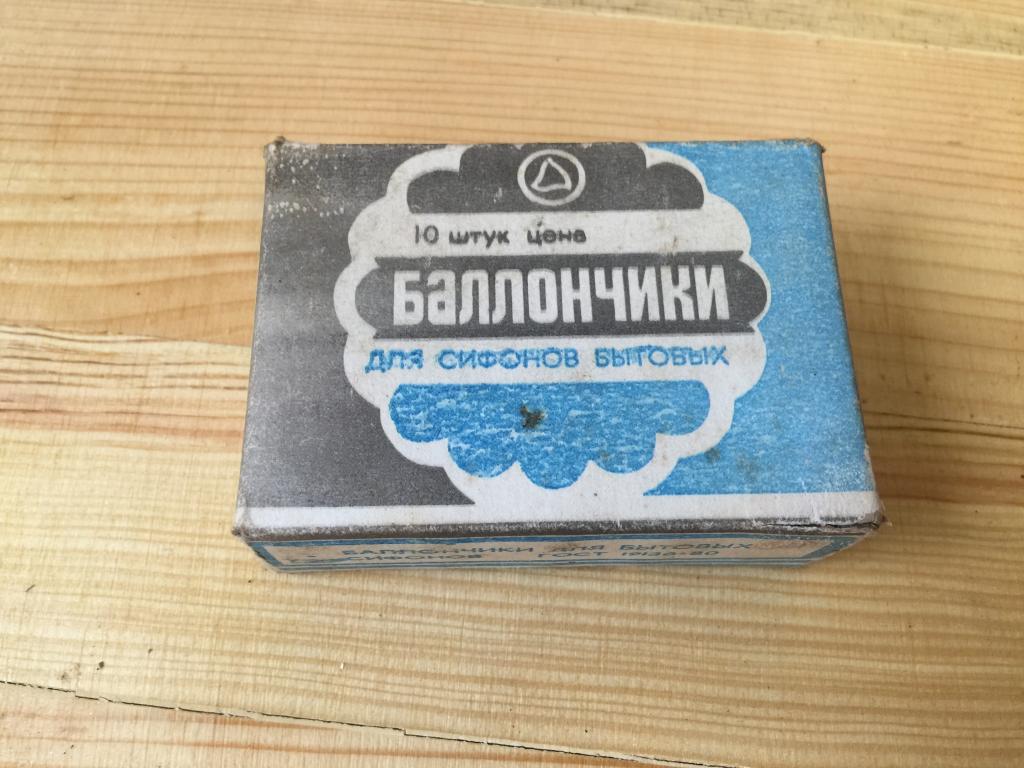 10 штук цена
БАЛЛОНЧИКИ
ДЛЯ СИФОНОВ БЫТОВЫХ
БАЛЛОНЧИКИ ДЛЯ БЫТОВЫХ
СИФОНОВ ГОСТ